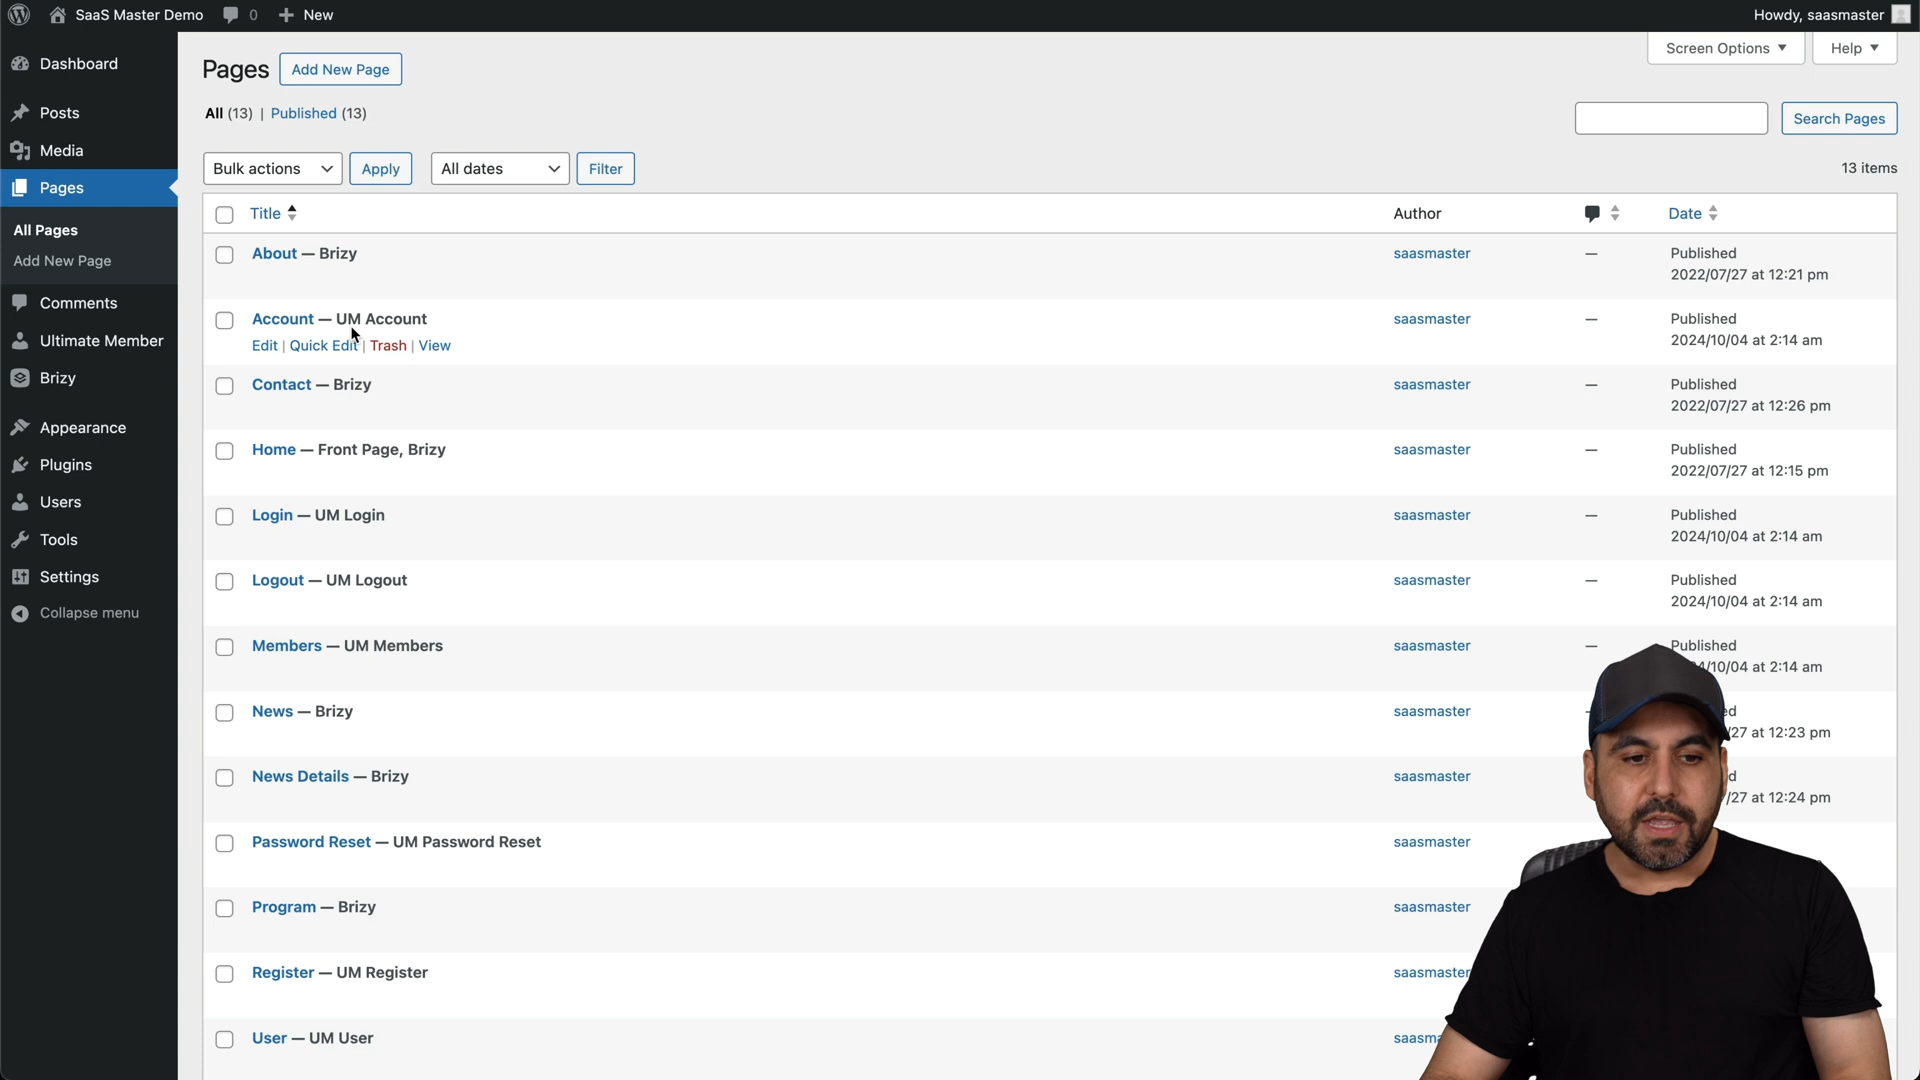 SaaS Master Demo 0 New Howdy, saasmaster
Dashboard
Posts
Media
Pages
All Pages
Add New Page
Comments
Ultimate Member
Brizy
Appearance
Plugins
Users
Tools
Settings
Collapse menu
Screen Options Help
Pages Add New Page
All (13) | Published (13)
Search Pages
Bulk actions Apply All dates Filter 13 items
Title Author Date
About — Brizy saasmaster — Published
2022/07/27 at 12:21 pm
Account — UM Account saasmaster — Published
Edit | Quick Edit | Trash | View 2024/10/04 at 2:14 am
Contact — Brizy saasmaster — Published
2022/07/27 at 12:26 pm
Home — Front Page, Brizy saasmaster — Published
2022/07/27 at 12:15 pm
Login — UM Login saasmaster — Published
2024/10/04 at 2:14 am
Logout — UM Logout saasmaster — Published
2024/10/04 at 2:14 am
Members — UM Members saasmaster — Published
4/10/04 at 2:14 am
News — Brizy saasmaster ed
/27 at 12:23 pm
News Details — Brizy saasmaster d
/27 at 12:24 pm
Password Reset — UM Password Reset saasmaster
Program — Brizy saasmaster
Register — UM Register saasmaster
User — UM User saasma